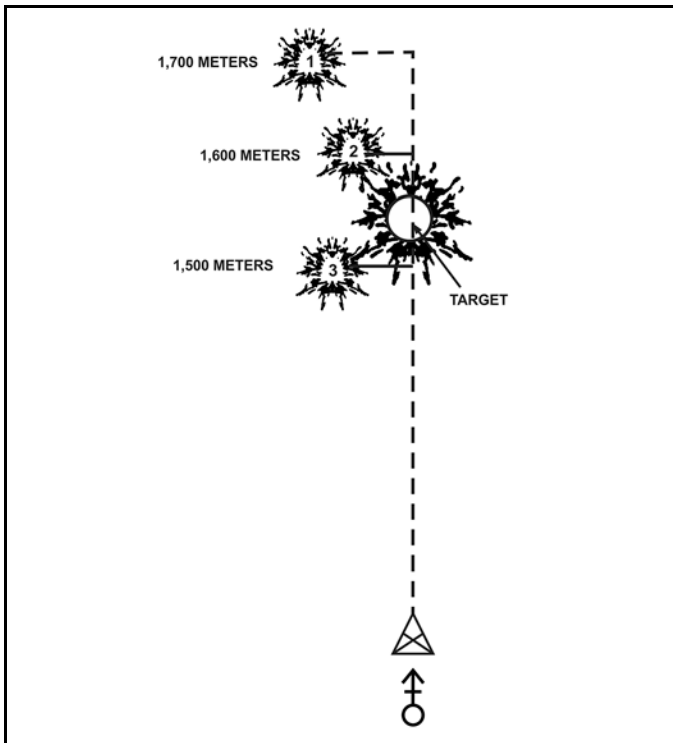 1,700 METERS
1
1,600 METERS
2
1,500 METERS
3
TARGET